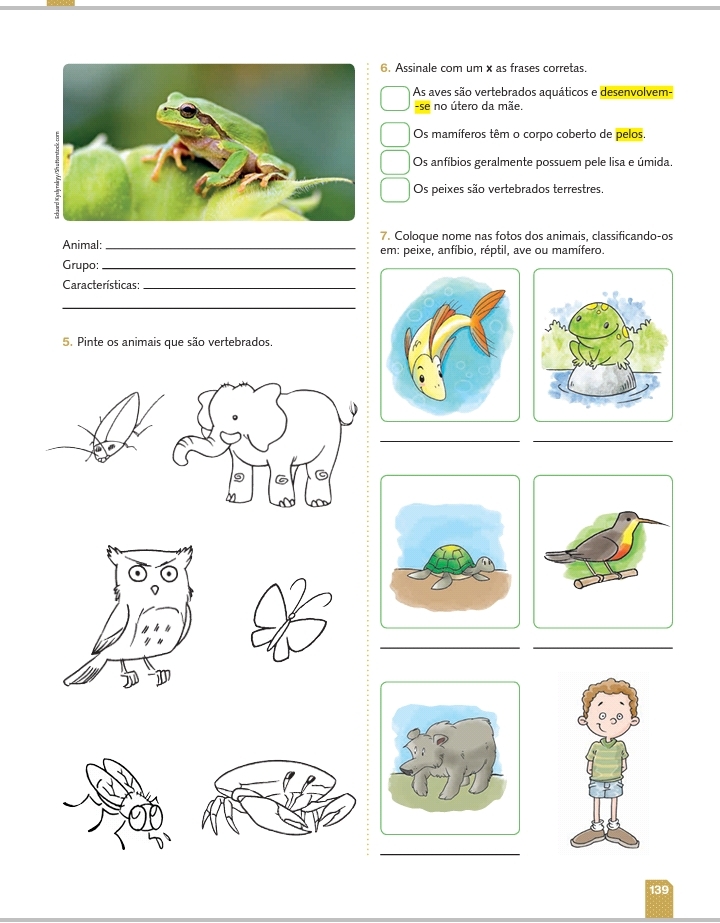 Eduard Kyslynskyy/Shutterstock.com
Animal:
Grupo:
Características:
5. Pinte os animais que são vertebrados.
6. Assinale com um x as frases corretas.
As aves são vertebrados aquáticos e desenvolvem-
-se no útero da mãe.
Os mamíferos têm o corpo coberto de pelos.
Os anfíbios geralmente possuem pele lisa e úmida.
Os peixes são vertebrados terrestres.
7. Coloque nome nas fotos dos animais, classificando-os
em: peixe, anfíbio, réptil, ave ou mamífero.
139